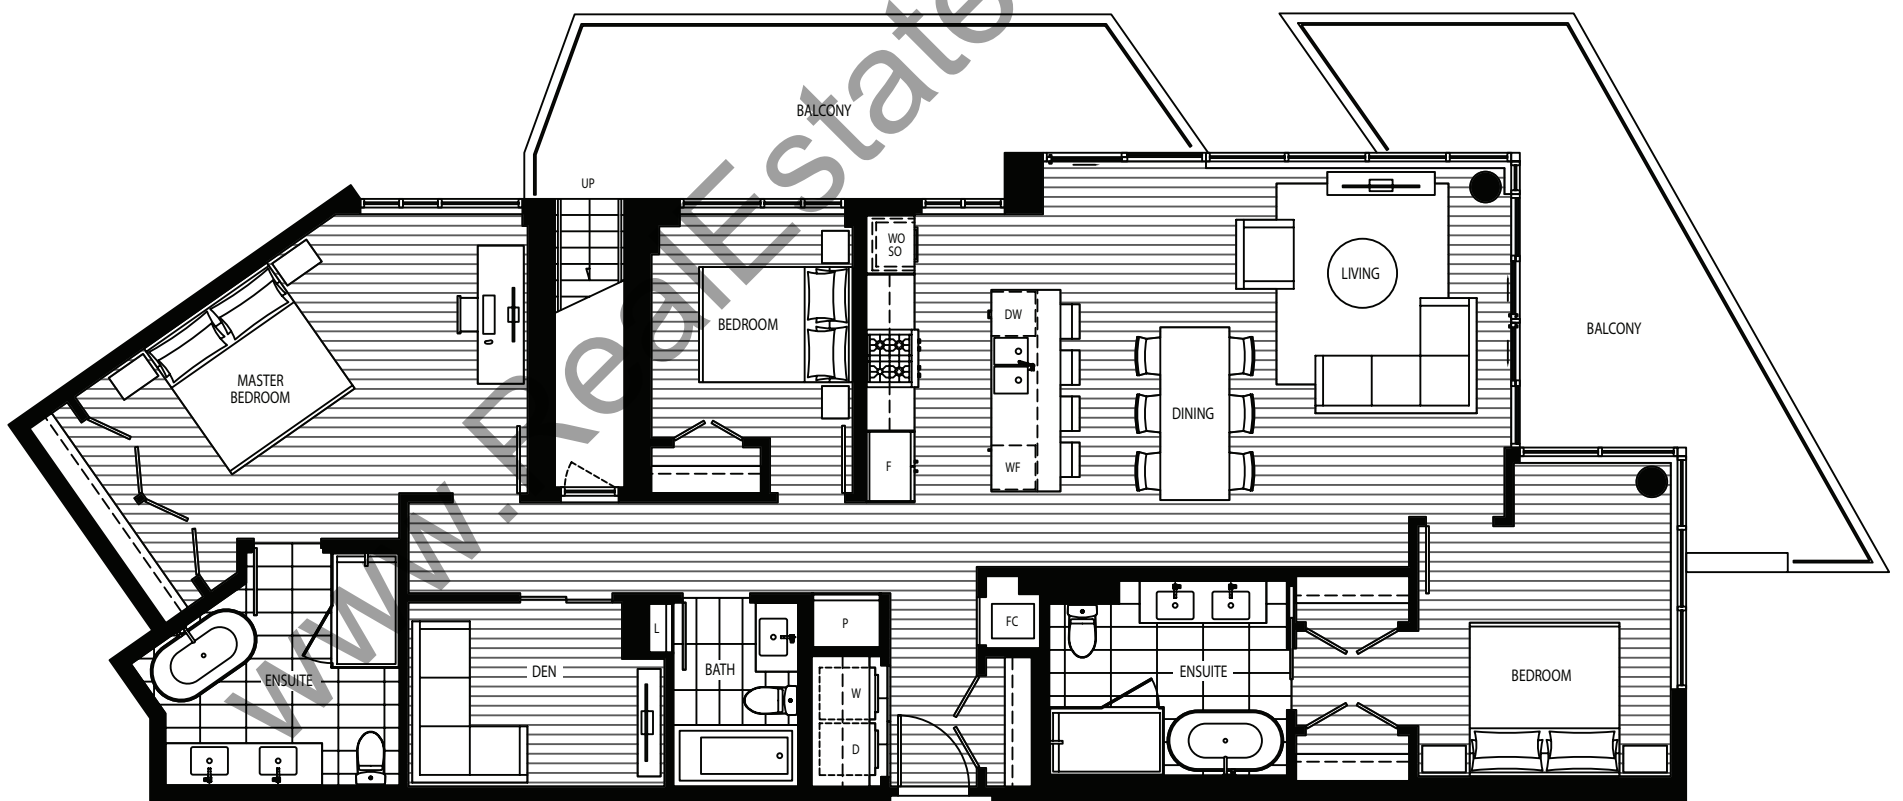 BALCONY
UP
WO
SO
LIVING
DW
BEDROOM
BALCONY
MASTER
BEDROOM
DINING
F
WF
P
FC
L
DEN
BATH
ENSUITE
BEDROOM
ENSUITE
W
D
www.RealEstate